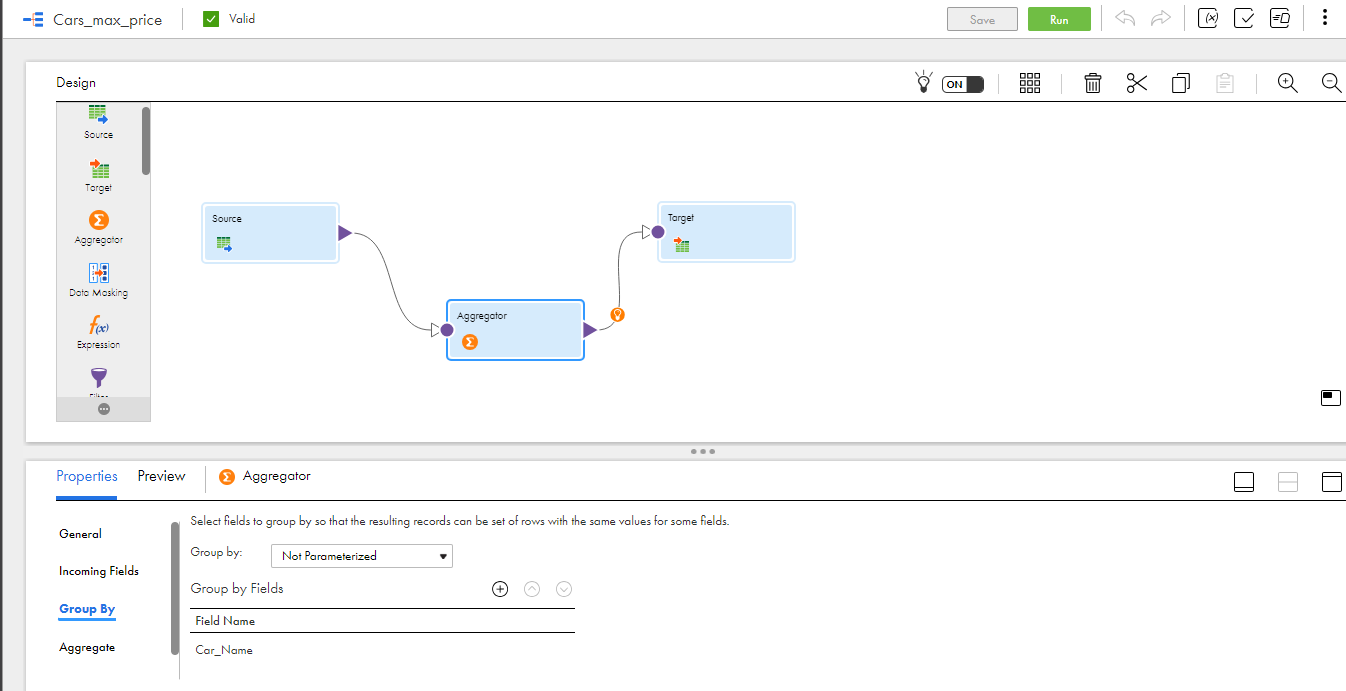 Cars_max_price
Valid
Save
Run
(x)
Design
ON
Source
Target
Aggregator
Data Masking
f(x)
Expression
Source
Aggregator
Target
Properties
Preview
Aggregator
General
Incoming Fields
Group By
Aggregate
Select fields to group by so that the resulting records can be set of rows with the same values for some fields.
Group by:
Not Parameterized
Group by Fields
Field Name
Car_Name